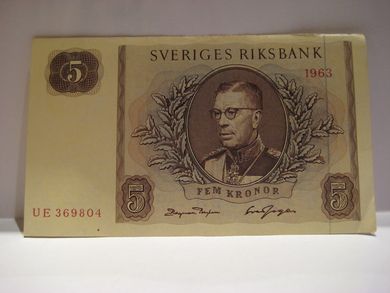 SVERIGES RIKSBANK
5
1963
FEM KRONOR
5
5
UE 369804